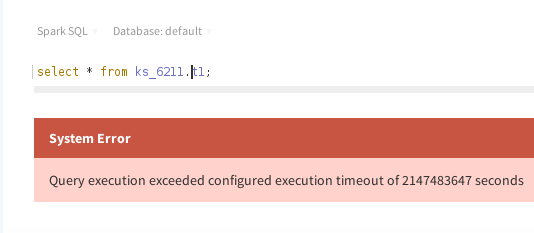 Spark SQL Database: default
select * from ks_6211.t1;
System Error
Query execution exceeded configured execution timeout of 2147483647 seconds